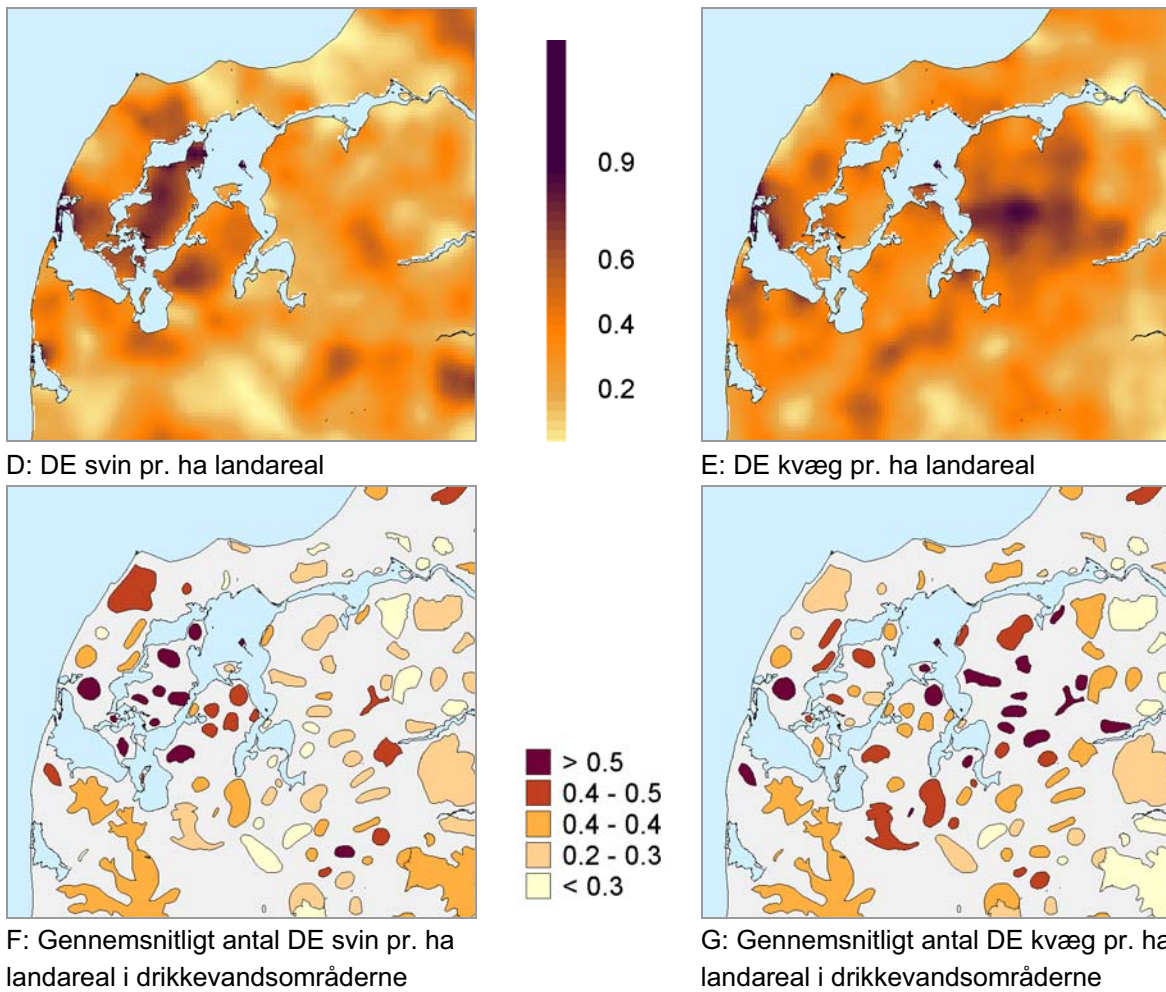 0.9
0.6
0.4
0.2
D: DE svin pr. ha landareal
E: DE kvæg pr. ha landareal
> 0.5
0.4 - 0.5
0.4 - 0.4
0.2 - 0.3
< 0.3
F: Gennemsnitligt antal DE svin pr. ha
landareal i drikkevandsområderne
G: Gennemsnitligt antal DE kvæg pr. ha
landareal i drikkevandsområderne